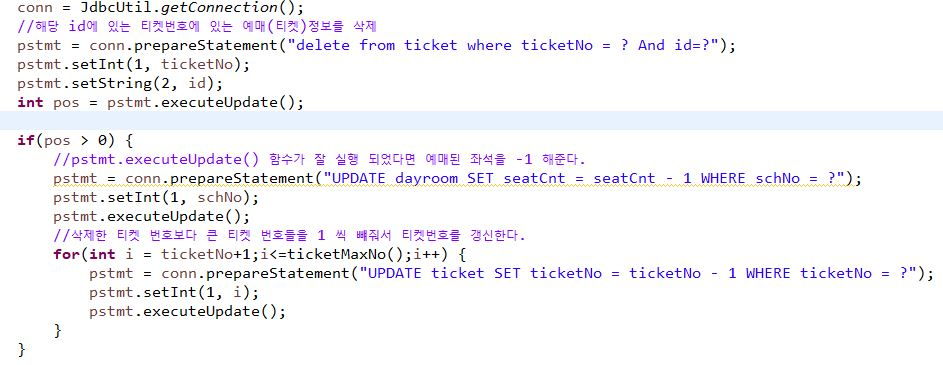 conn = JdbcUtil.getConnection();
//해당 id에 있는 티켓번호에 있는 예매(티켓)정보를 삭제
pstmt = conn.prepareStatement("delete from ticket where ticketNo = ? And id=?");
pstmt.setInt(1, ticketNo);
pstmt.setString(2, id);
int pos = pstmt.executeUpdate();
if(pos > 0) {
//pstmt.executeUpdate() 함수가 잘 실행 되었다면 예매된 좌석을 -1 해준다.
pstmt = conn.prepareStatement("UPDATE dayroom SET seatCnt = seatCnt - 1 WHERE schNo = ?");
pstmt.setInt(1, schNo);
pstmt.executeUpdate();
//삭제한 티켓 번호보다 큰 티켓 번호들을 1 씩 빼줘서 티켓번호를 갱신한다.
for(int i = ticketNo+1;i<=ticketMaxNo();i++) {
pstmt = conn.prepareStatement("UPDATE ticket SET ticketNo = ticketNo - 1 WHERE ticketNo = ?");
pstmt.setInt(1, i);
pstmt.executeUpdate();
}
}